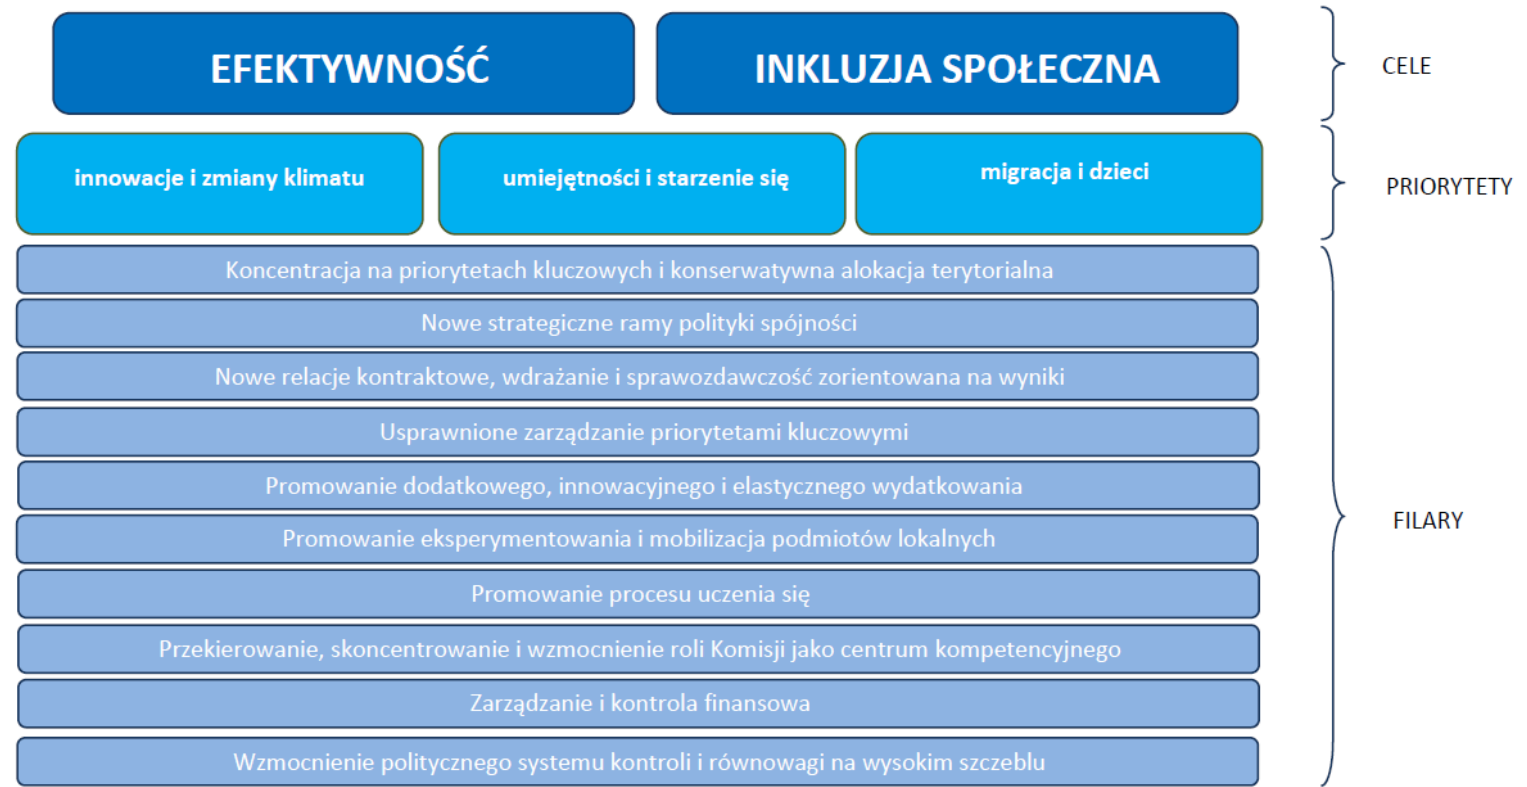 EFEKTYWNOŚĆ
INKLUZJA SPOŁECZNA
CELE
innowacje i zmiany klimatu
umiejętności i starzenie się
migracja i dzieci
PRIORYTETY
Koncentracja na priorytetach kluczowych i konserwatywna alokacja terytorialna
Nowe strategiczne ramy polityki spójności
Nowe relacje kontraktowe, wdrażanie i sprawozdawczość zorientowana na wyniki
Usprawnione zarządzanie priorytetami kluczowymi
Promowanie dodatkowego, innowacyjnego i elastycznego wydatkowania
Promowanie eksperymentowania i mobilizacja podmiotów lokalnych
Promowanie procesu uczenia się
Przekierowanie, skoncentrowanie i wzmocnienie roli Komisji jako centrum kompetencyjnego
Zarządzanie i kontrola finansowa
Wzmocnienie politycznego systemu kontroli i równowagi na wysokim szczeblu
FILARY